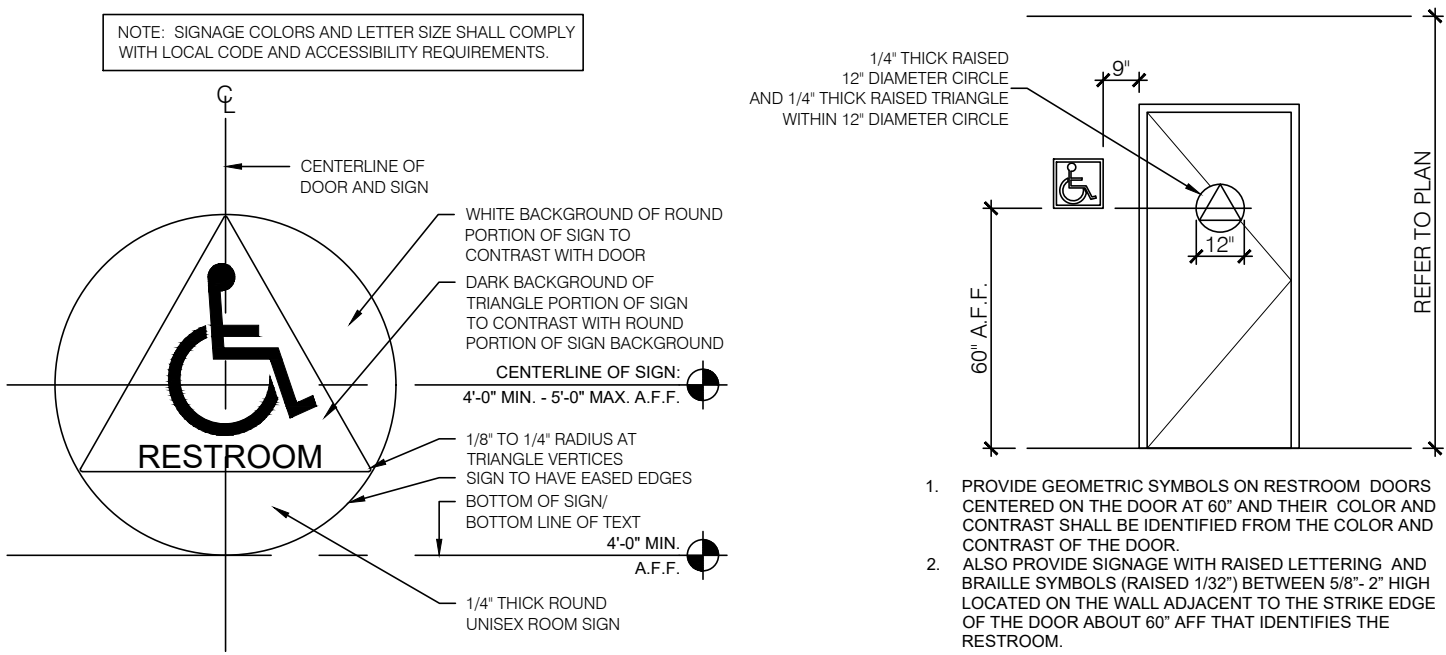 NOTE: SIGNAGE COLORS AND LETTER SIZE SHALL COMPLY
WITH LOCAL CODE AND ACCESSIBILITY REQUIREMENTS.
CL
CENTERLINE OF
DOOR AND SIGN
WHITE BACKGROUND OF ROUND
PORTION OF SIGN TO
CONTRAST WITH DOOR
DARK BACKGROUND OF
TRIANGLE PORTION OF SIGN
TO CONTRAST WITH ROUND
PORTION OF SIGN BACKGROUND
CENTERLINE OF SIGN:
4'-0" MIN. - 5'-0" MAX. A.F.F.
RESTROOM
1/8" TO 1/4" RADIUS AT
TRIANGLE VERTICES
SIGN TO HAVE EASED EDGES
BOTTOM OF SIGN/
BOTTOM LINE OF TEXT
4'-0" MIN.
A.F.F.
1/4" THICK ROUND
UNISEX ROOM SIGN
1/4" THICK RAISED
12" DIAMETER CIRCLE
AND 1/4" THICK RAISED TRIANGLE
WITHIN 12" DIAMETER CIRCLE
9"
12"
60" A.F.F.
REFER TO PLAN
1. PROVIDE GEOMETRIC SYMBOLS ON RESTROOM DOORS
CENTERED ON THE DOOR AT 60” AND THEIR COLOR AND
CONTRAST SHALL BE IDENTIFIED FROM THE COLOR AND
CONTRAST OF THE DOOR.
2. ALSO PROVIDE SIGNAGE WITH RAISED LETTERING AND
BRAILLE SYMBOLS (RAISED 1/32”) BETWEEN 5/8”- 2” HIGH
LOCATED ON THE WALL ADJACENT TO THE STRIKE EDGE
OF THE DOOR ABOUT 60” AFF THAT IDENTIFIES THE
RESTROOM.